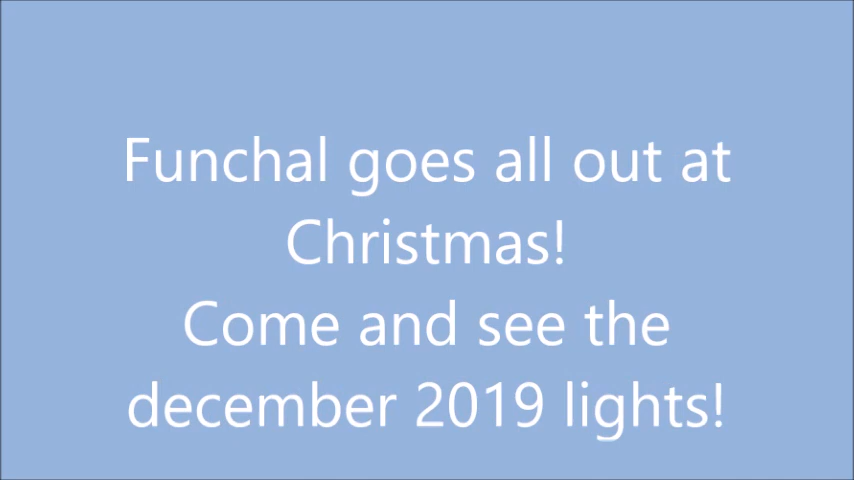 Funchal goes all out at
Christmas!
Come and see the
december 2019 lights!